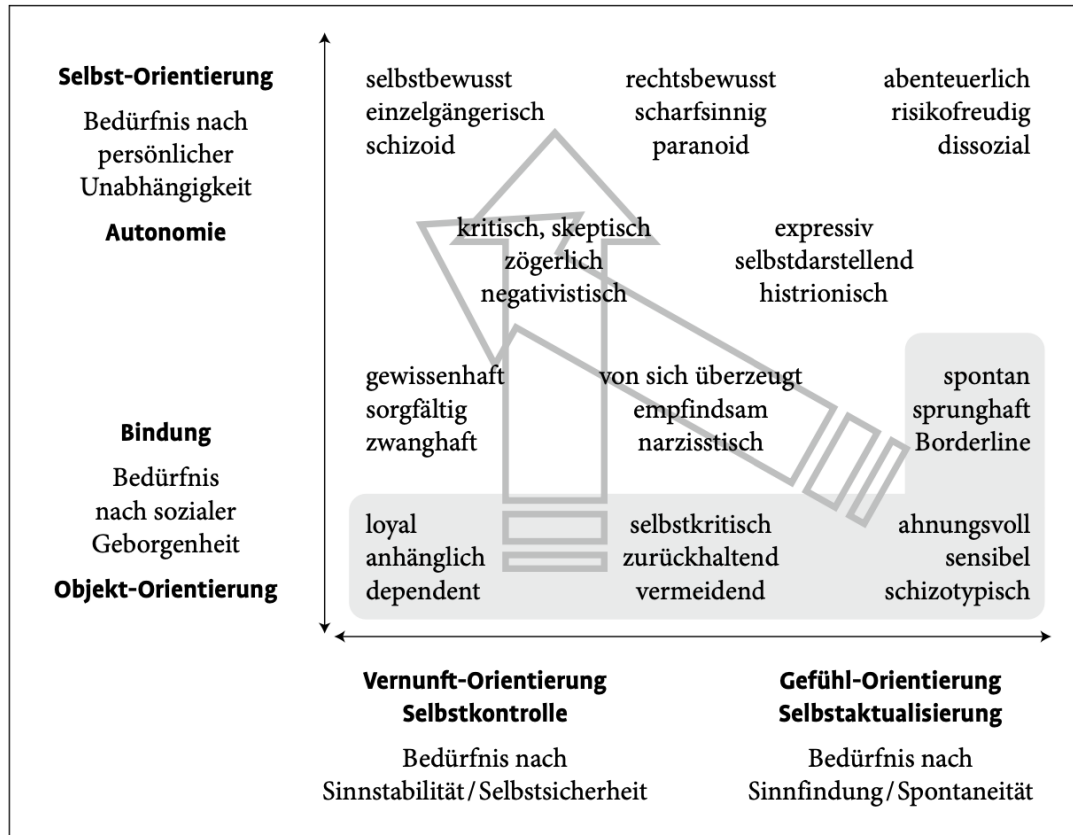 Selbst-Orientierung
Bedürfnis nach
persönlicher
Unabhängigkeit
Autonomie
Bindung
Bedürfnis
nach sozialer
Geborgenheit
Objekt-Orientierung
selbstbewusst
einzelgängerisch
schizoid
rechtsbewusst
scharfsinnig
paranoid
abenteuerlich
risikofreudig
dissozial
kritisch, skeptisch
zögerlich
negativistisch
expressiv
selbstdarstellend
histrionisch
gewissenhaft
sorgfältig
zwanghaft
von sich überzeugt
empfindsam
narzisstisch
spontan
sprunghaft
Borderline
loyal
anhänglich
dependent
selbstkritisch
zurückhaltend
vermeidend
ahnungsvoll
sensibel
schizotypisch
Vernunft-Orientierung
Selbstkontrolle
Bedürfnis nach
Sinnstabilität/Selbstsicherheit
Gefühl-Orientierung
Selbstaktualisierung
Bedürfnis nach
Sinnfindung/Spontaneität